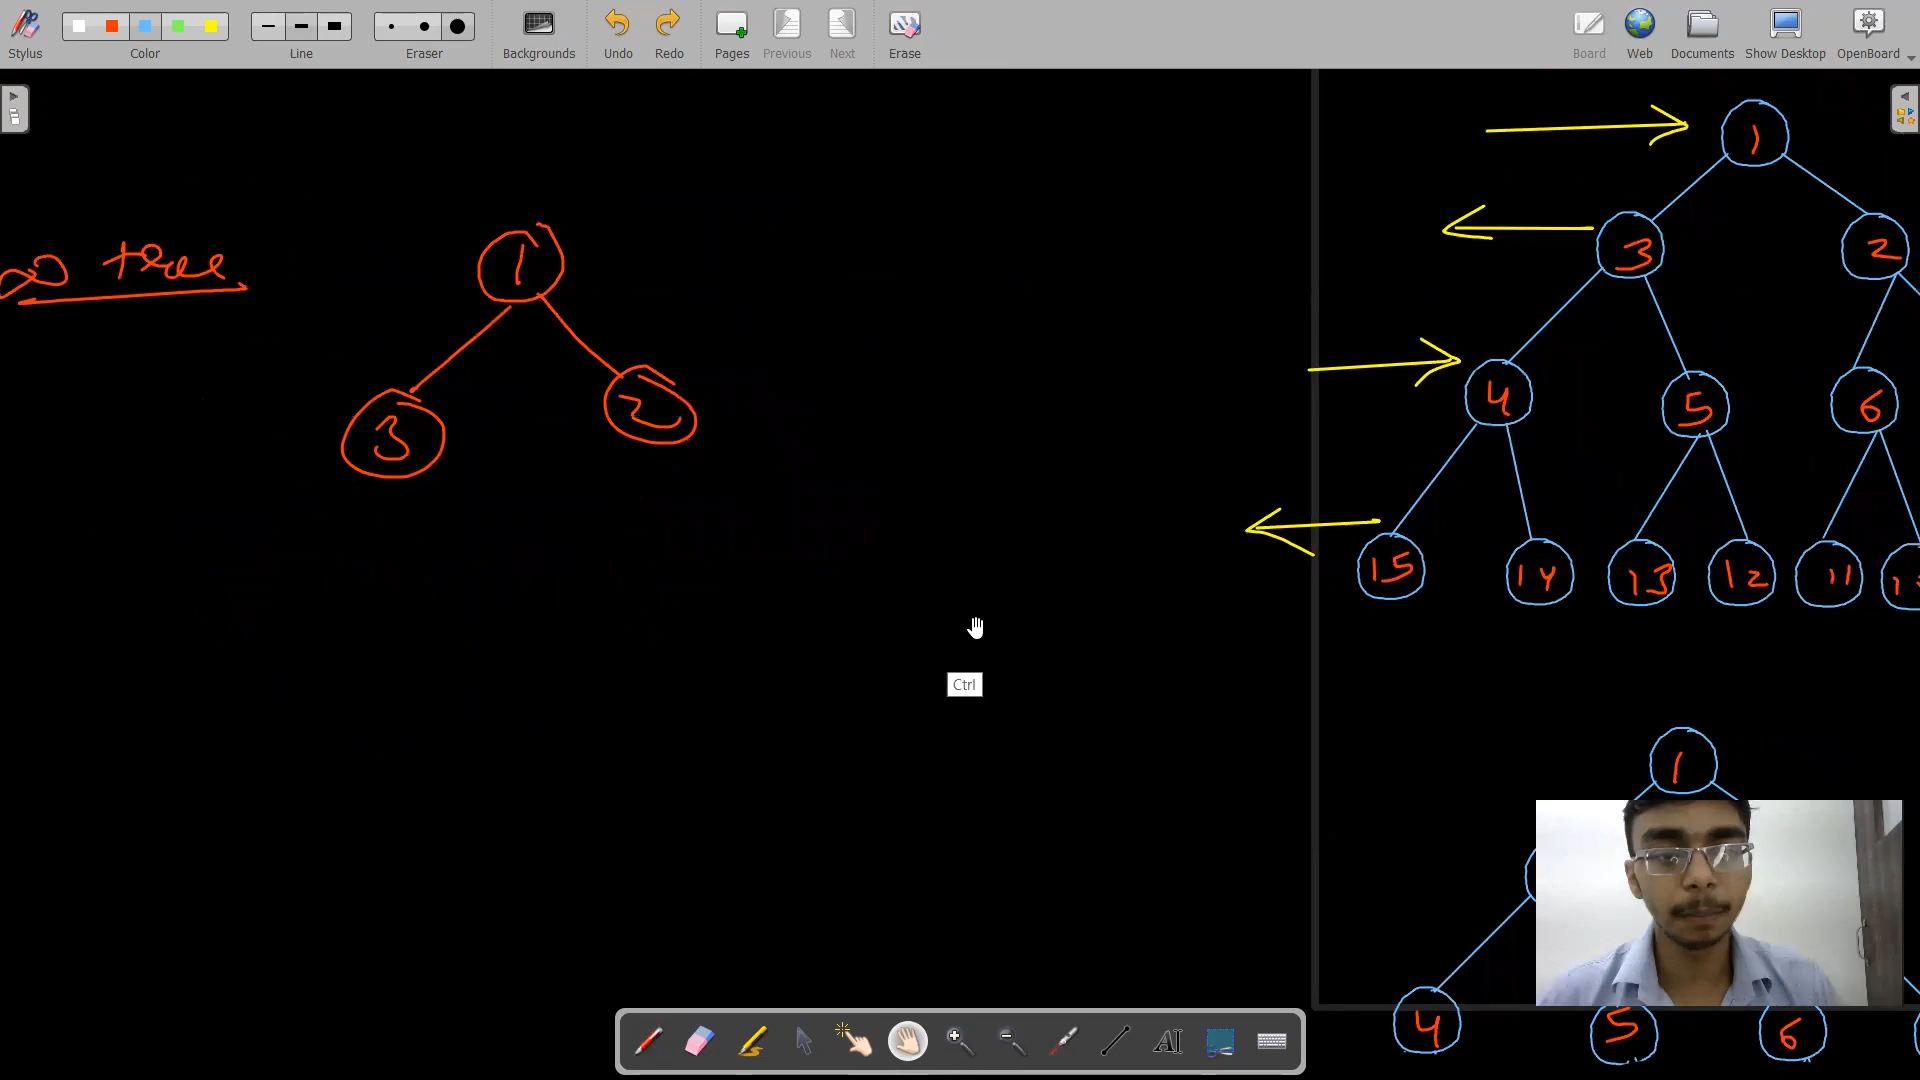 Stylus
Color
Line
Eraser
Backgrounds
Undo
Redo
Pages
Previous
Next
Erase
Board
Web
Documents
Show Desktop
OpenBoard
tree
1
3
2
1
3
2
4
5
6
15
14
13
12
11
Ctrl
1
4
5
6
AI